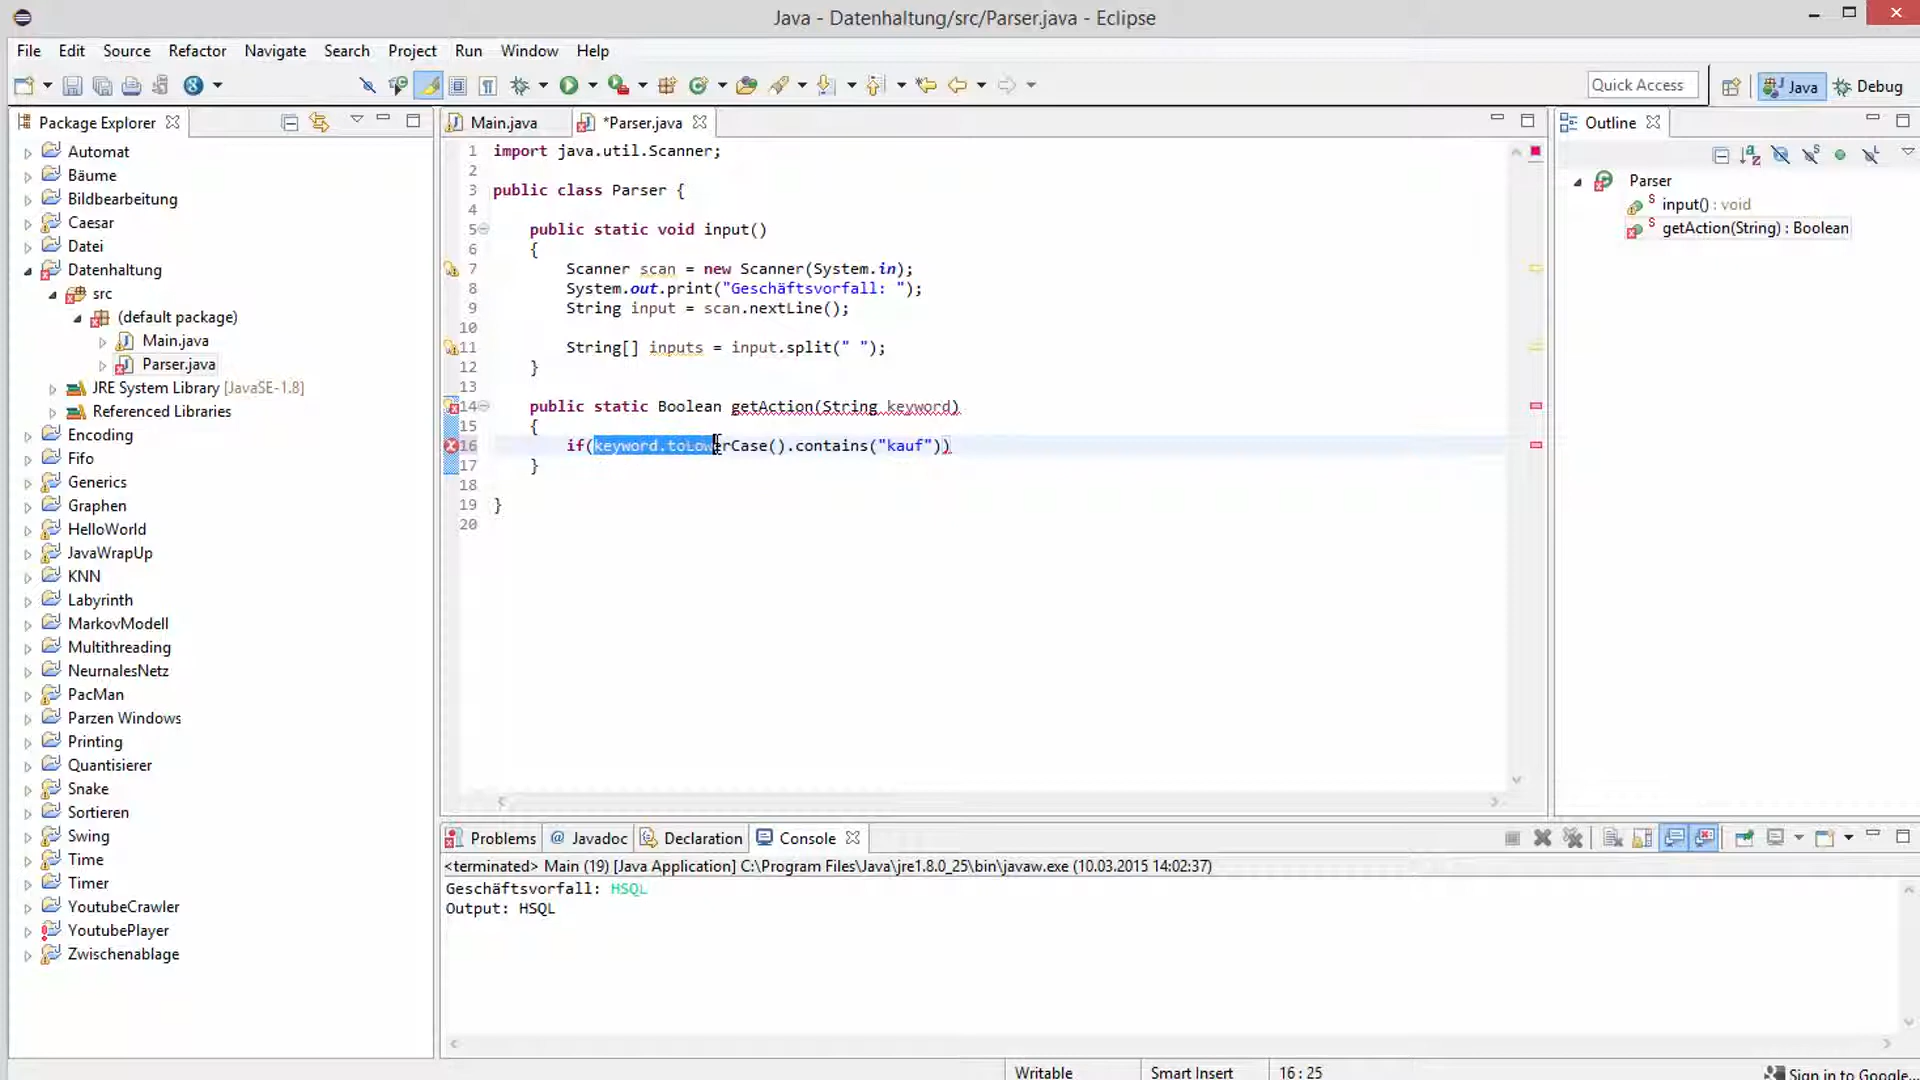 Java - Datenhaltung/src/Parser.java - Eclipse
File Edit Source Refactor Navigate Search Project Run Window Help
Quick Access Java Debug
Package Explorer
Automat
Bäume
Bildbearbeitung
Caesar
Datei
Datenhaltung
src
(default package)
Main.java
Parser.java
JRE System Library [JavaSE-1.8]
Referenced Libraries
Encoding
Fifo
Generics
Graphen
HelloWorld
JavaWrapUp
KNN
Labyrinth
MarkovModell
Multithreading
NeurnalesNetz
PacMan
Parzen Windows
Printing
Quantisierer
Snake
Sortieren
Swing
Time
Timer
YoutubeCrawler
YoutubePlayer
Zwischenablage
Main.java *Parser.java
1 import java.util.Scanner;
2
3 public class Parser {
4
5 public static void input()
6 {
7 Scanner scan = new Scanner(System.in);
8 System.out.print("Geschäftsvorfall: ");
9 String input = scan.nextLine();
10
11 String[] inputs = input.split(" ");
12 }
13
14 public static Boolean getAction(String keyword)
15 {
16 if(keyword.toLowerCase().contains("kauf"))
17 }
18
19 }
20
Outline
Parser
input() : void
getAction(String) : Boolean
Problems @ Javadoc Declaration Console
<terminated> Main (19) [Java Application] C:\Program Files\Java\jre1.8.0_25\bin\javaw.exe (10.03.2015 14:02:37)
Geschäftsvorfall: HSQL
Output: HSQL
Writable Smart Insert 16 : 25 Sign in to Google...